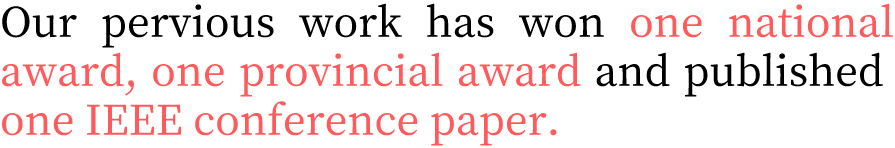 Our pervious work has won one national
award, one provincial award and published
one IEEE conference paper.